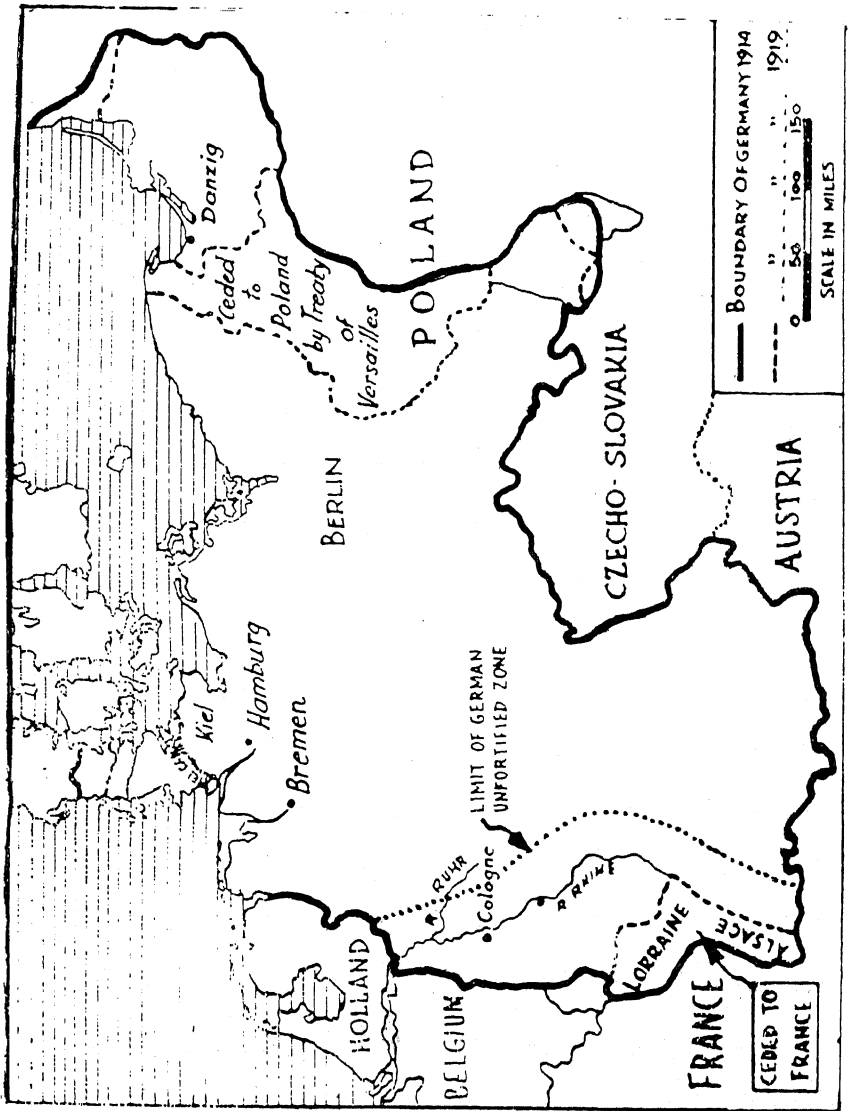 Danzig
Ceded
to
Poland
by Treaty
of
Versailles
POLAND
BERLIN
Kiel
Hamburg
Bremen
LIMIT OF GERMAN
UNFORTIFIED ZONE
R RUHR
Cologne
R RHINE
HOLLAND
BELGIUM
LORRAINE
ALSACE
FRANCE
CEDED TO
FRANCE
CZECHO-SLOVAKIA
AUSTRIA
BOUNDARY OF GERMANY 1914
" " " 1919
0 50 100 150
SCALE IN MILES